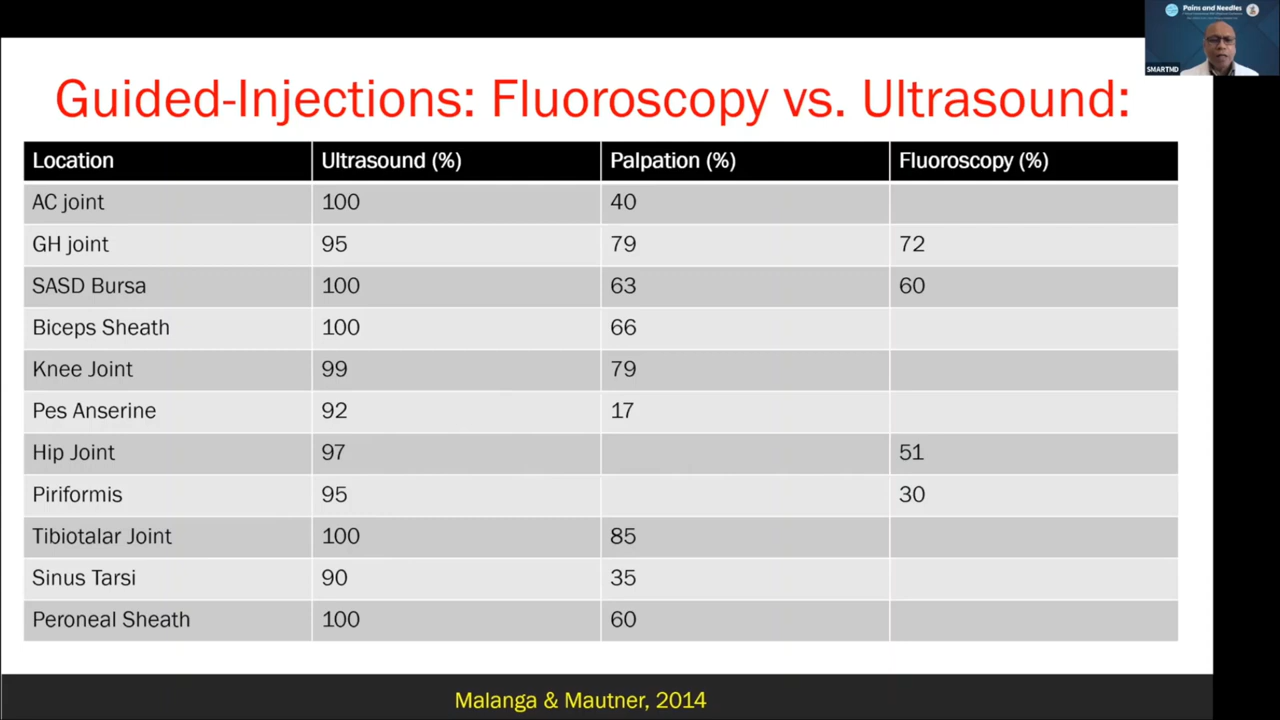 Pains and Needles
SMARTMD
Guided-Injections: Fluoroscopy vs. Ultrasound:
Location Ultrasound (%) Palpation (%) Fluoroscopy (%)
AC joint 100 40
GH joint 95 79 72
SASD Bursa 100 63 60
Biceps Sheath 100 66
Knee Joint 99 79
Pes Anserine 92 17
Hip Joint 97 51
Piriformis 95 30
Tibiotalar Joint 100 85
Sinus Tarsi 90 35
Peroneal Sheath 100 60
Malanga & Mautner, 2014